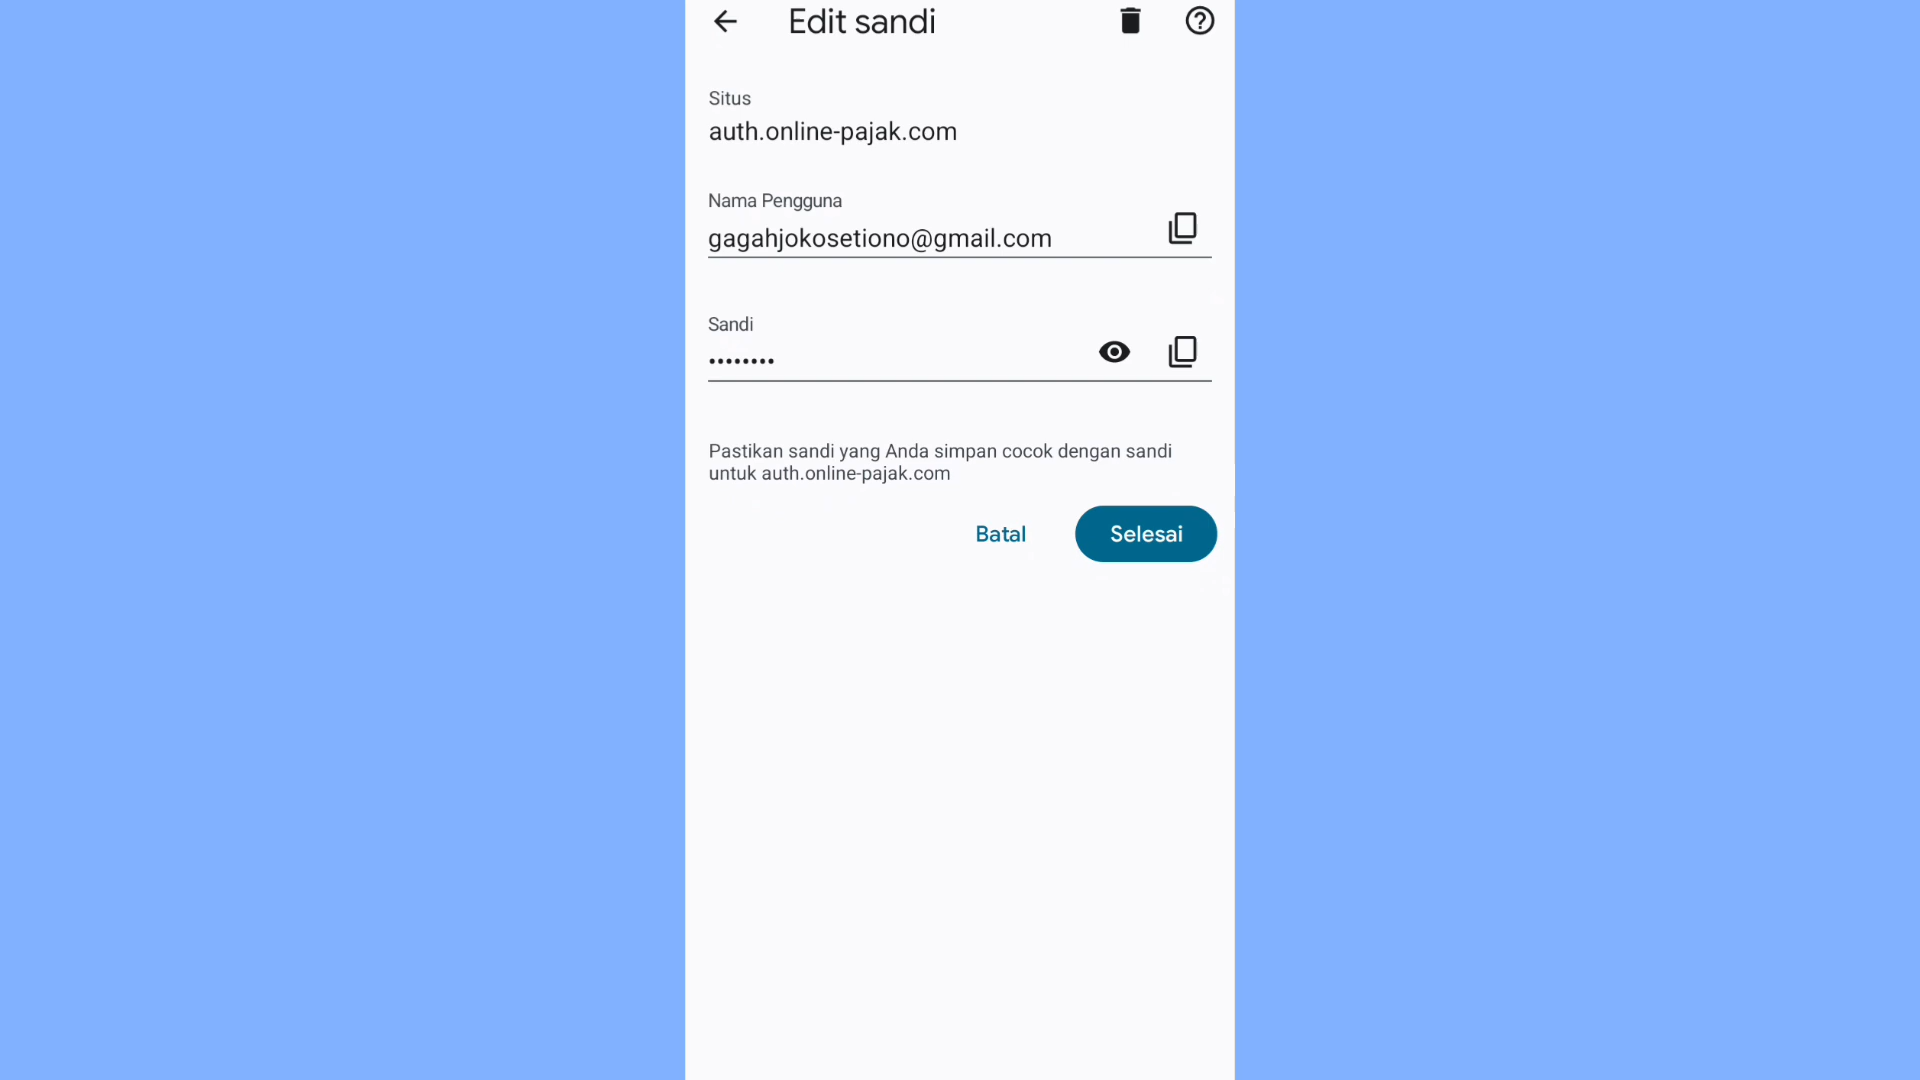 Edit sandi
Situs
auth.online-pajak.com
Nama Pengguna
gagahjokosetiono@gmail.com
Sandi
••••••••
Pastikan sandi yang Anda simpan cocok dengan sandi
untuk auth.online-pajak.com
Batal
Selesai